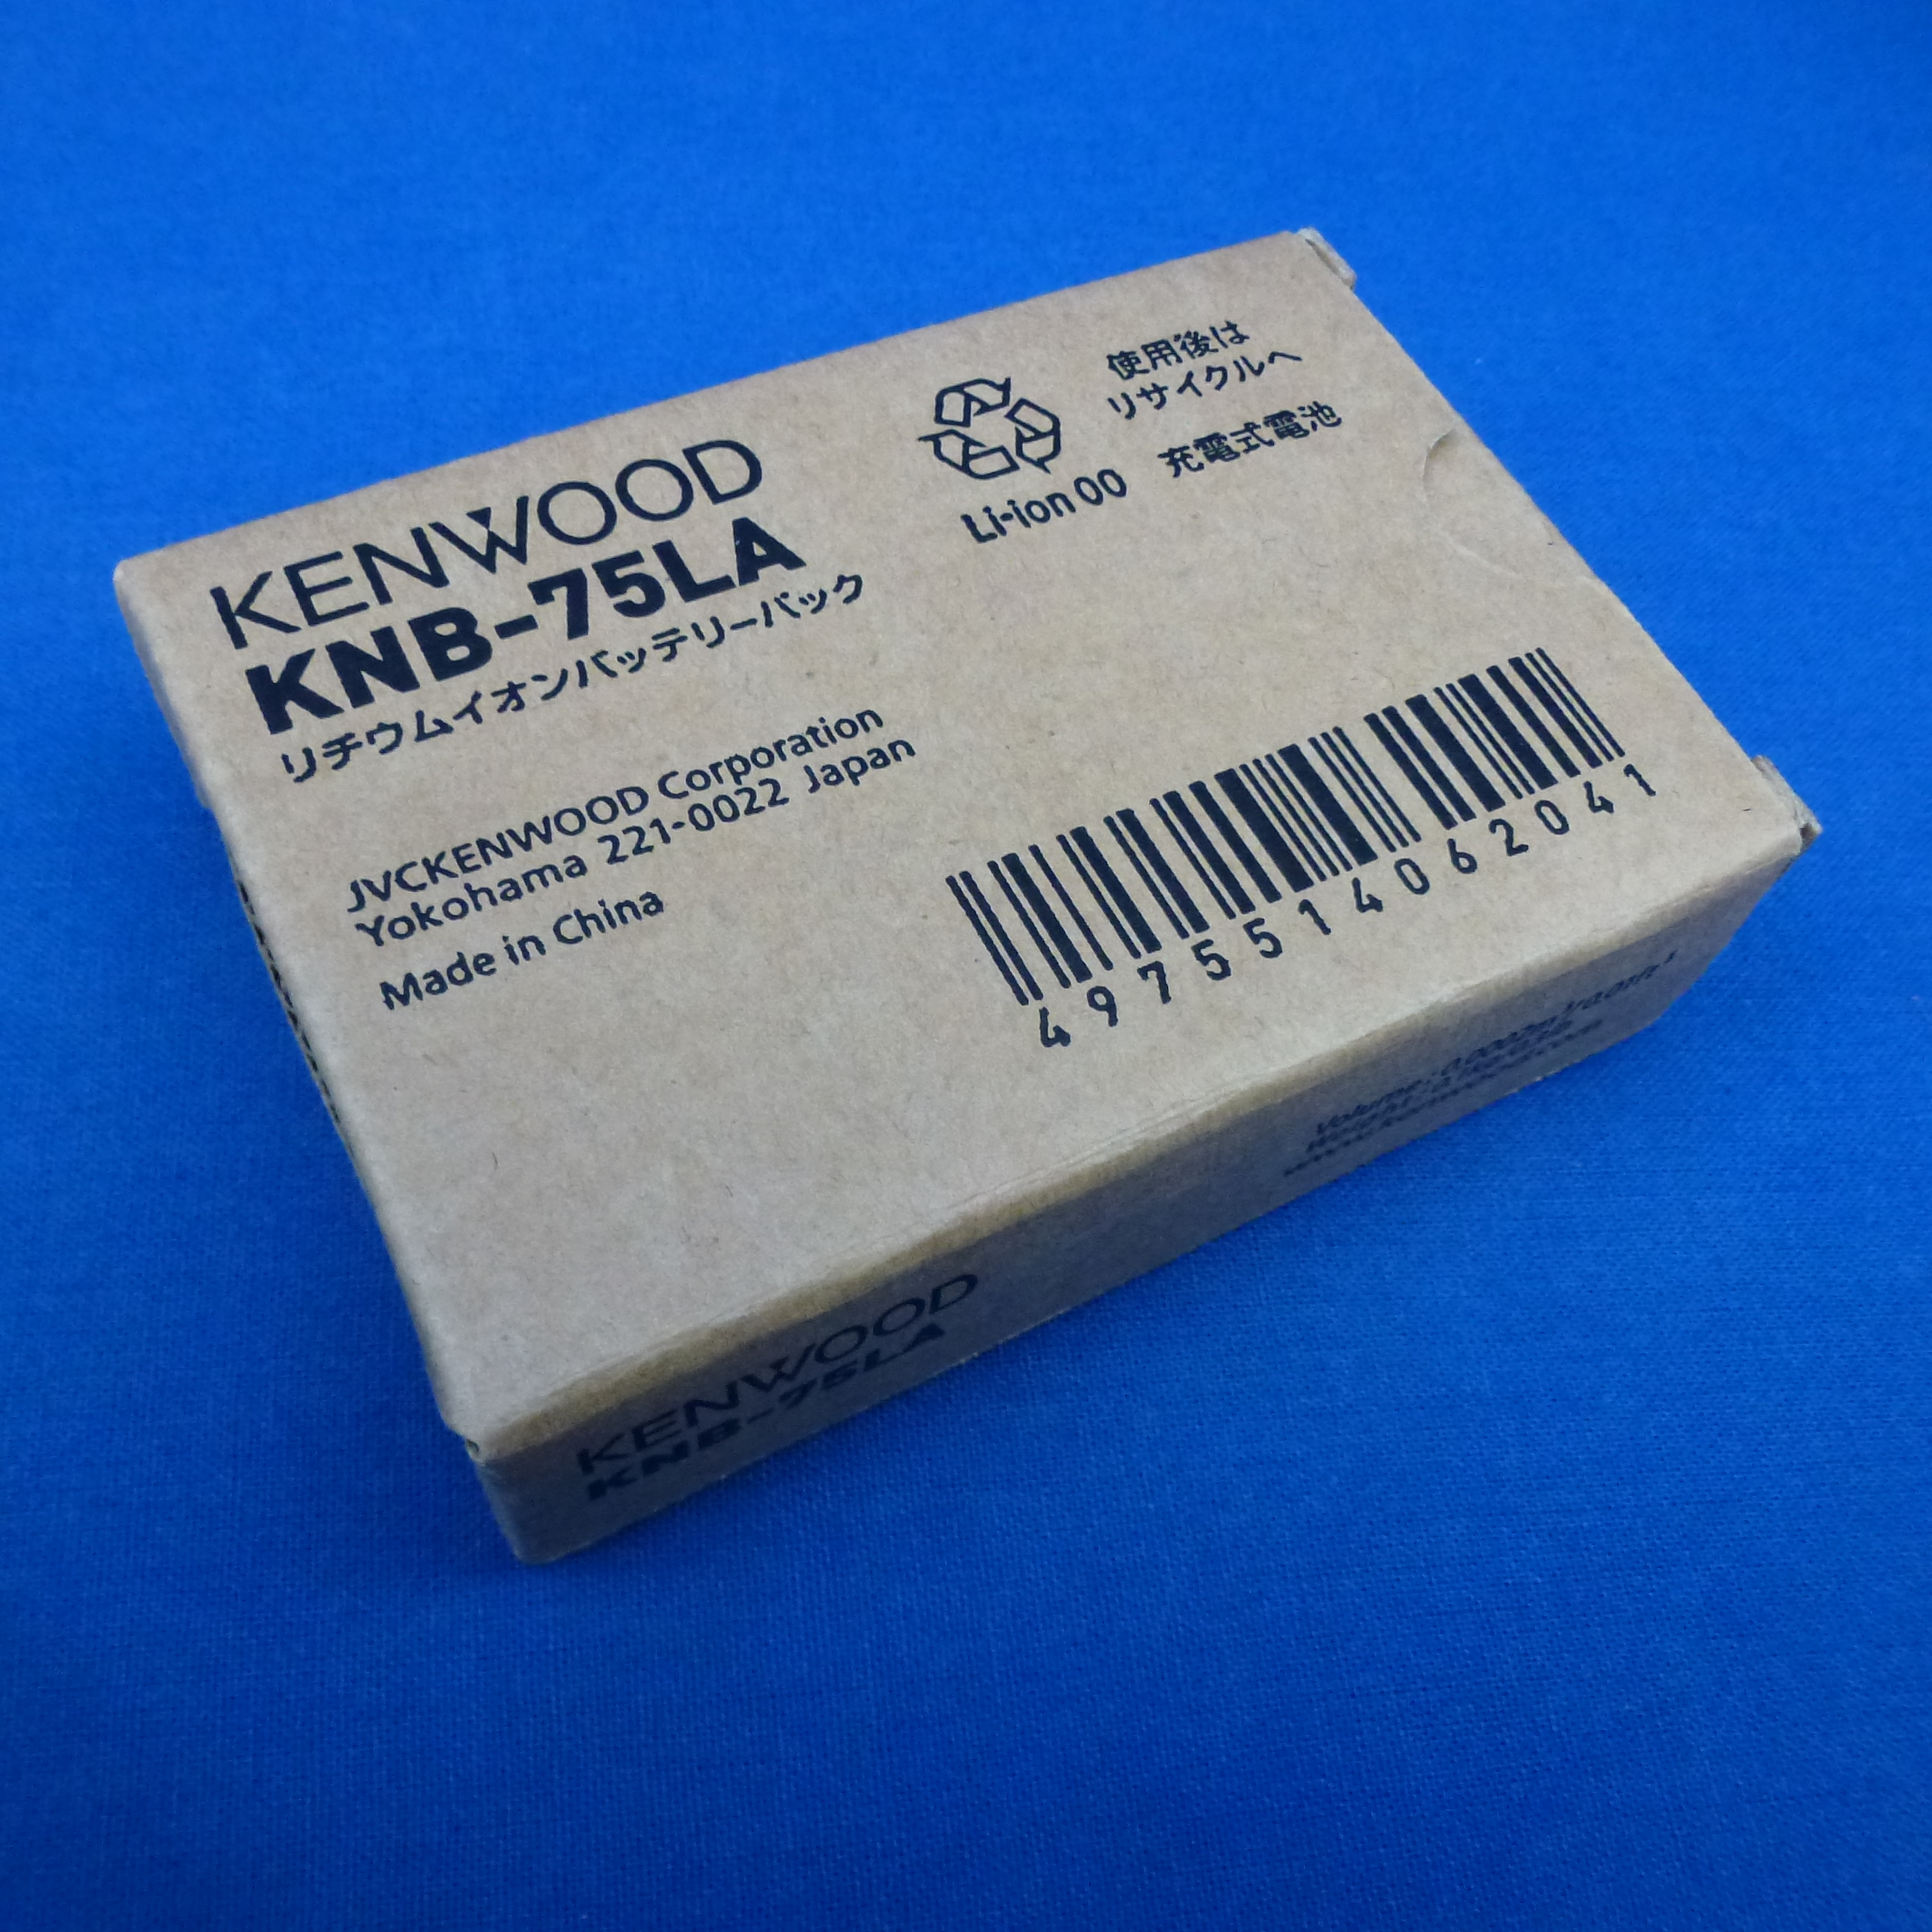 KENWOOD
KNB-75LA
リチウムイオンバッテリーパック
使用後は
リサイクルへ
Li-ion 00 充電式電池
JVCKENWOOD Corporation
Yokohama 221-0022 Japan
Made in China
4975514062041
KENWOOD
KNB-75LA
Volume:
Weight: